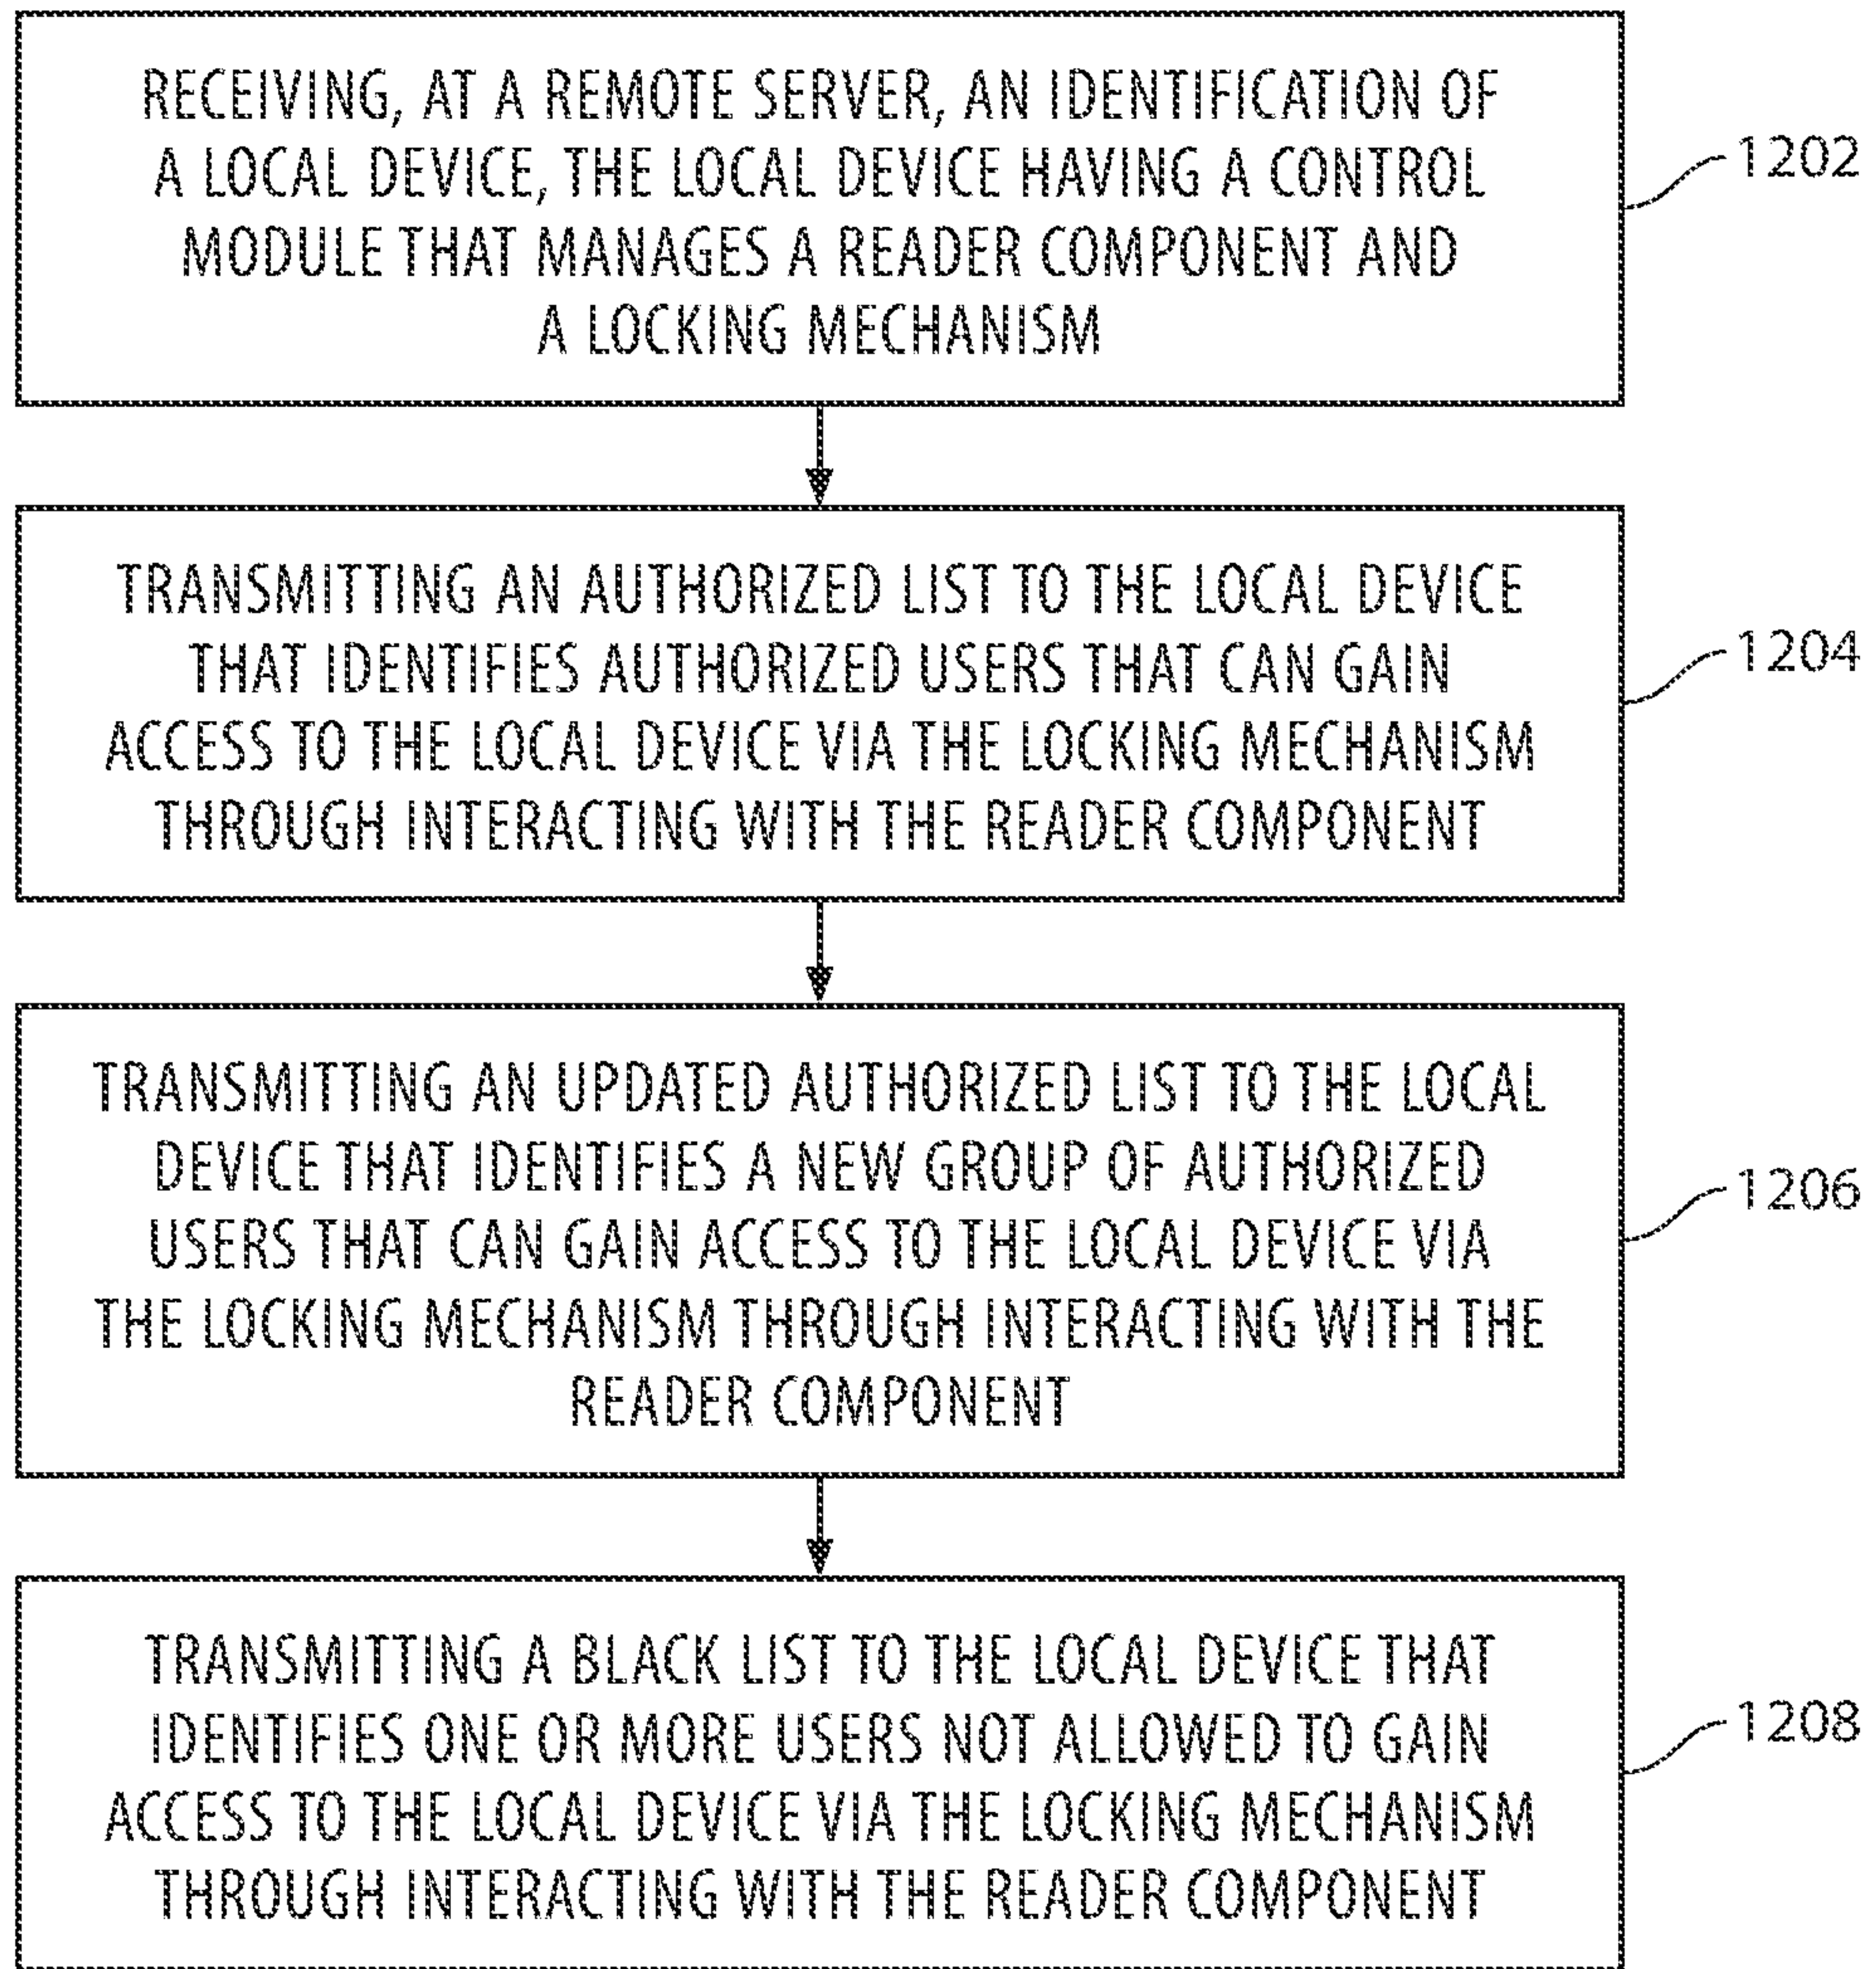 RECEIVING, AT A REMOTE SERVER, AN IDENTIFICATION OF
A LOCAL DEVICE, THE LOCAL DEVICE HAVING A CONTROL
MODULE THAT MANAGES A READER COMPONENT AND
A LOCKING MECHANISM
1202
TRANSMITTING AN AUTHORIZED LIST TO THE LOCAL DEVICE
THAT IDENTIFIES AUTHORIZED USERS THAT CAN GAIN
ACCESS TO THE LOCAL DEVICE VIA THE LOCKING MECHANISM
THROUGH INTERACTING WITH THE READER COMPONENT
1204
TRANSMITTING AN UPDATED AUTHORIZED LIST TO THE LOCAL
DEVICE THAT IDENTIFIES A NEW GROUP OF AUTHORIZED
USERS THAT CAN GAIN ACCESS TO THE LOCAL DEVICE VIA
THE LOCKING MECHANISM THROUGH INTERACTING WITH THE
READER COMPONENT
1206
TRANSMITTING A BLACK LIST TO THE LOCAL DEVICE THAT
IDENTIFIES ONE OR MORE USERS NOT ALLOWED TO GAIN
ACCESS TO THE LOCAL DEVICE VIA THE LOCKING MECHANISM
THROUGH INTERACTING WITH THE READER COMPONENT
1208